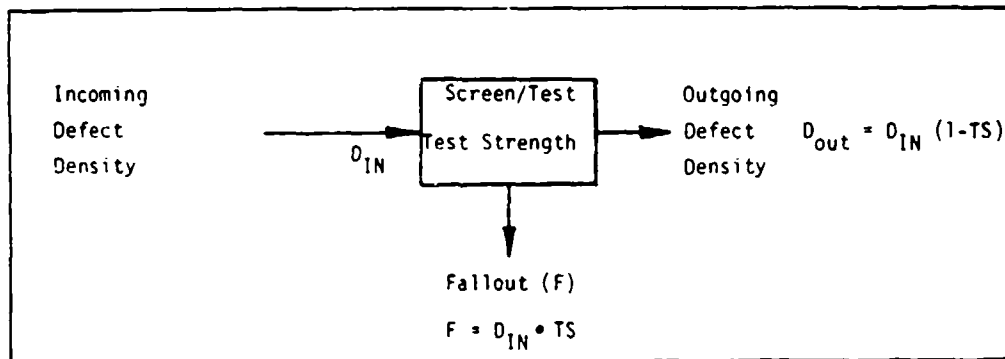 Incoming
Defect
Density
D_IN
Screen/Test
Test Strength
Outgoing
Defect
Density
D_out = D_IN (1-TS)
Fallout (F)
F = D_IN • TS